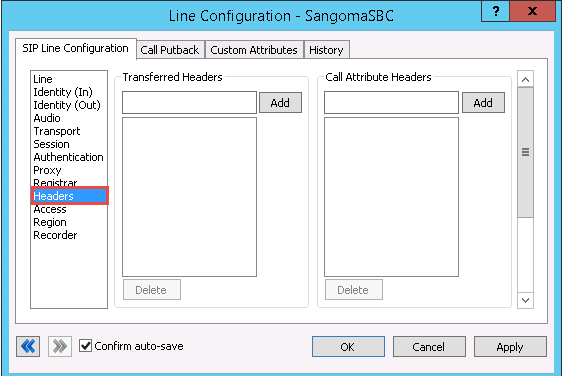 Line Configuration - SangomaSBC
? X
SIP Line Configuration Call Putback Custom Attributes History
Line
Identity (In)
Identity (Out)
Audio
Transport
Session
Authentication
Proxy
Registrar
Headers
Access
Region
Recorder
Transferred Headers
Add
Delete
Call Attribute Headers
Add
Delete
Confirm auto-save
OK Cancel Apply